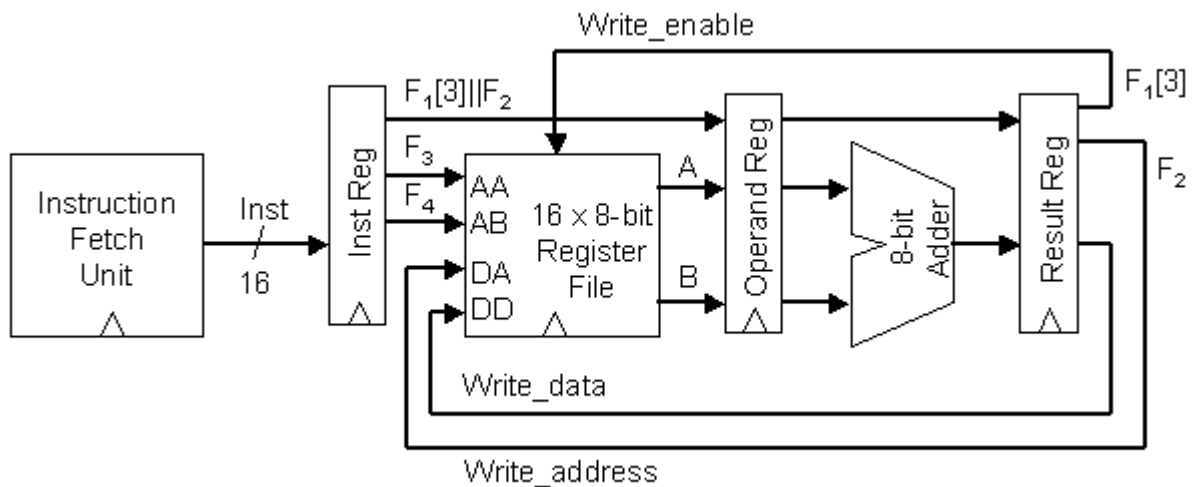 Write_enable
F₁[3]||F₂
F₁[3]
F₃
F₂
F₄
Instruction
Fetch
Unit
Inst
16
Inst Reg
AA
AB
DA
DD
16 × 8-bit
Register
File
A
B
Operand Reg
8-bit
Adder
Result Reg
Write_data
Write_address